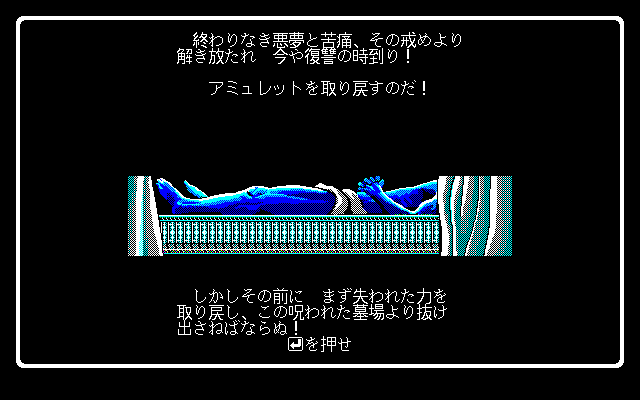 終わりなき悪夢と苦痛、その戒めより
解き放たれ　今や復讐の時到り！
アミュレットを取り戻すのだ！
しかしその前に　まず失われた力を
取り戻し、この呪われた墓場より抜け
出さねばならぬ！
↵を押せ